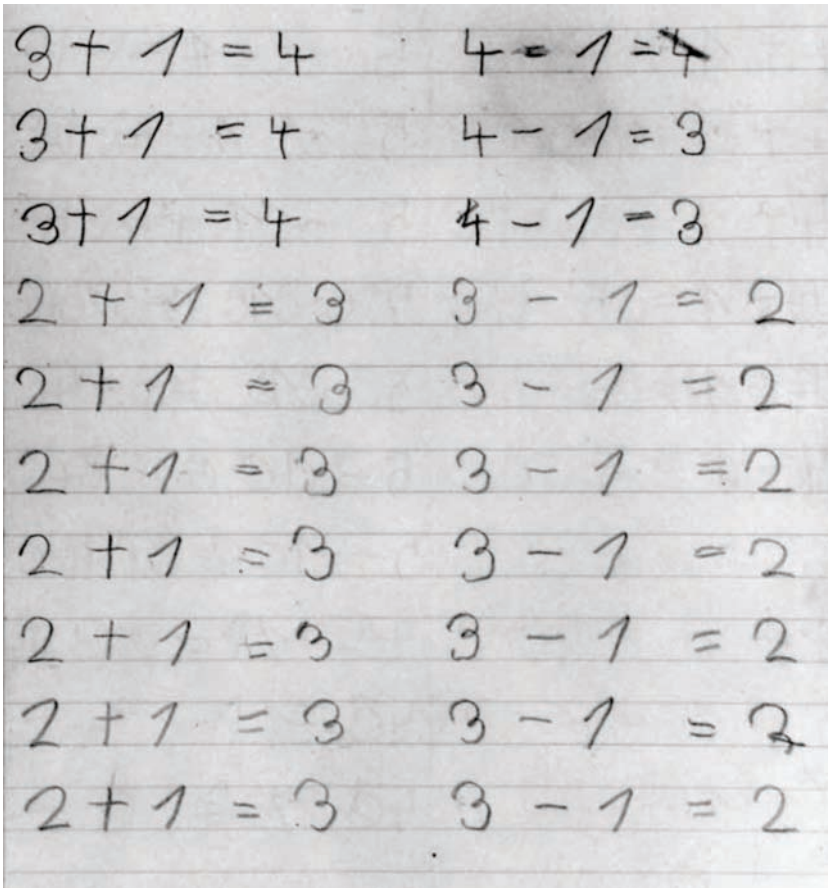 3 + 1 = 4 4 - 1 = 4
3 + 1 = 4 4 - 1 = 3
3 + 1 = 4 4 - 1 = 3
2 + 1 = 3 3 - 1 = 2
2 + 1 = 3 3 - 1 = 2
2 + 1 = 3 3 - 1 = 2
2 + 1 = 3 3 - 1 = 2
2 + 1 = 3 3 - 1 = 2
2 + 1 = 3 3 - 1 = 2
2 + 1 = 3 3 - 1 = 2